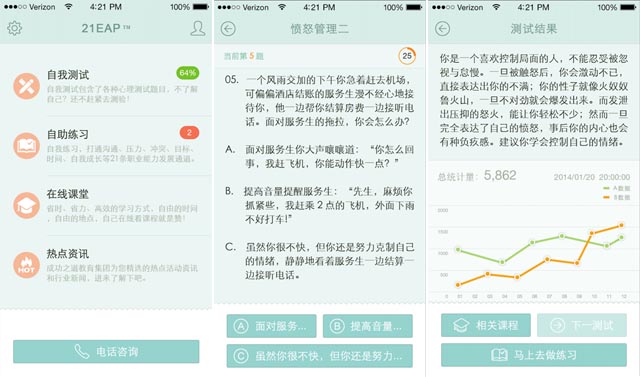 ●●●○○ Verizon 4:21 PM 100%
21EAP ™
自我测试
64%
自我测试包含了各种心理测试题目，不了解
自己？还不赶紧去测验！
自助练习
2
自我练习，打通沟通、压力、冲突、目标、
时间、自我成长等21条职业能力发展通道。
在线课堂
省时、省力、高效的学习方式，自由的时间
，自由的地点，自己在线看课程就是赞！
热点资讯
HOT
成功之道教育集团为您精选的热点活动资讯
和行业新闻，进来了解下吧。
电话咨询
●●●○○ Verizon 4:21 PM 100%
愤怒管理二
当前第 5 题
25
05. 一个风雨交加的下午你急着赶去机场，
可偏偏酒店结账的服务生漫不经心地接
待你，他一边帮你结算房费一边接听电
话。面对服务生的拖拉，你会怎么办？
A. 面对服务你大声嚷嚷道：“你怎么回
事，我赶飞机，你能动作快一点？”
B. 提高音量提醒服务生：“先生，麻烦你
抓紧些，我赶乘 2 点的飞机，外面下雨
不好打车！”
C. 虽然你很不快，但你还是努力克制自己
的情绪，静静地看着服务生一边结算一
边接听电话。
A 面对服务...
B 提高音量...
C 虽然你很不快，但你还是努力...
●●●○○ Verizon 4:21 PM 100%
测试结果
你是一个喜欢控制局面的人，不能忍受被忽
视与怠慢。一旦被触怒后，你会激动不已，
直接表达出你的不满；你的性子就像火奴奴
鲁火山，一旦不对劲就会爆发出来。而发泄
出压抑的怒火，能让你轻松不少；然而一旦
完全表达了自己的愤怒，事后你的内心也会
有种负疚感。建议你学会控制自己的情绪。
总统计量：5,862
2014/01/20 20:00:00
A数据
B数据
2000
1500
1000
500
0
01 02 03 04 05 06 07 08 09 10 11 12
相关课程
下一测试
马上去做练习